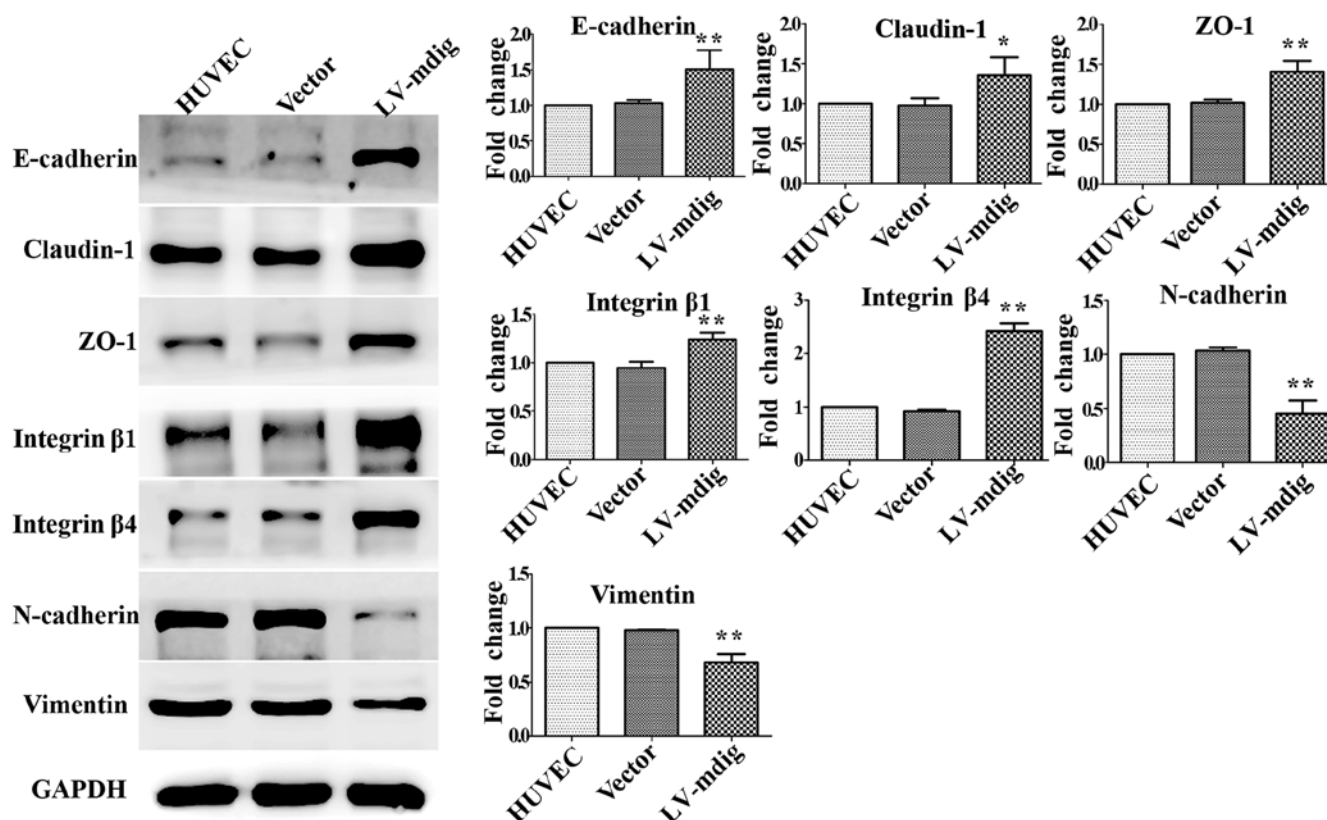 HUVEC
Vector
LV-mdig
E-cadherin
Claudin-1
ZO-1
Integrin β1
Integrin β4
N-cadherin
Vimentin
GAPDH
E-cadherin
**
Fold change
2.0
1.5
1.0
0.5
0.0
HUVEC
Vector
LV-mdig
Claudin-1
*
Fold change
2.0
1.5
1.0
0.5
0.0
HUVEC
Vector
LV-mdig
ZO-1
**
Fold change
2.0
1.5
1.0
0.5
0.0
HUVEC
Vector
LV-mdig
Integrin β1
**
Fold change
1.5
1.0
0.5
0.0
HUVEC
Vector
LV-mdig
Integrin β4
**
Fold change
3
2
1
0
HUVEC
Vector
LV-mdig
N-cadherin
**
Fold change
1.5
1.0
0.5
0.0
HUVEC
Vector
LV-mdig
Vimentin
**
Fold change
1.5
1.0
0.5
0.0
HUVEC
Vector
LV-mdig